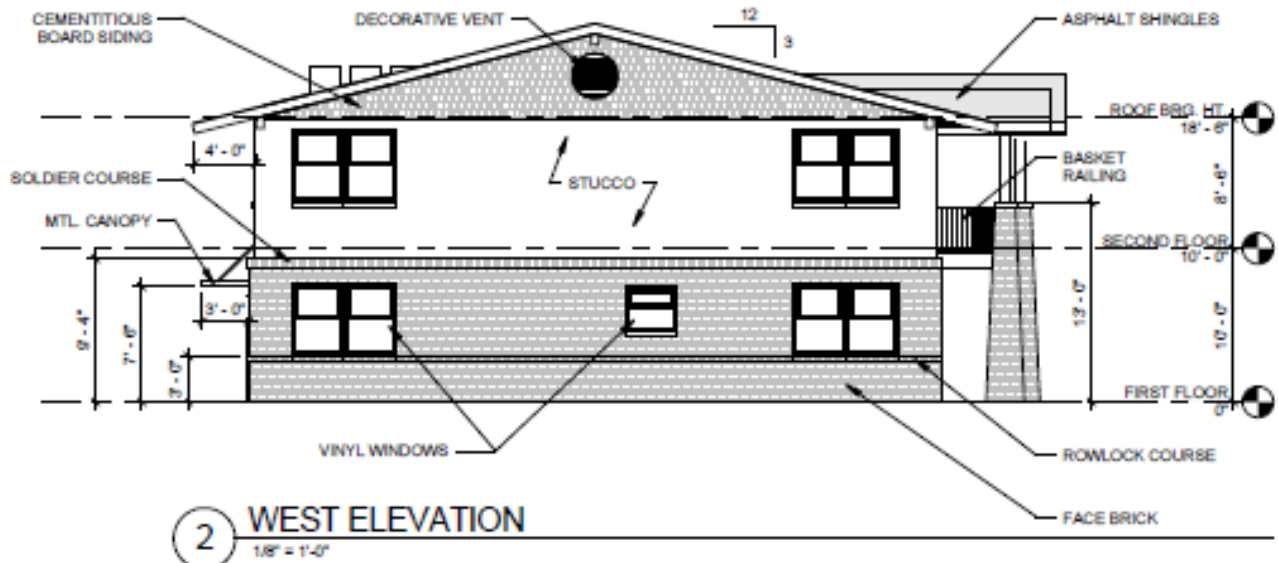 CEMENTITIOUS
BOARD SIDING
DECORATIVE VENT
12
3
ASPHALT SHINGLES
ROOF BRG. HT.
18' - 6"
4' - 0"
8' - 6"
BASKET
RAILING
SOLDIER COURSE
STUCCO
MTL. CANOPY
SECOND FLOOR
10' - 0"
3' - 0"
9' - 4"
7' - 6"
3' - 0"
13' - 0"
10' - 0"
FIRST FLOOR
0"
VINYL WINDOWS
ROWLOCK COURSE
FACE BRICK
2
WEST ELEVATION
1/8" = 1'-0"